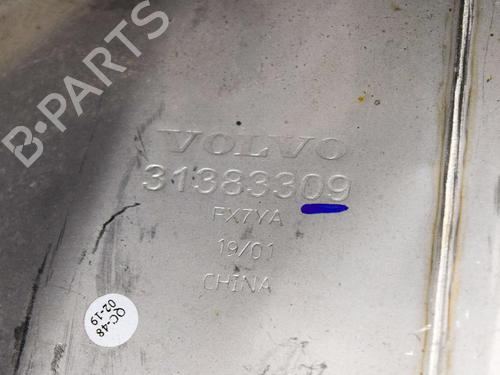 B-PARTS
VOLVO
31383309
FX7YA
19/01
CHINA
QC-48
02-19